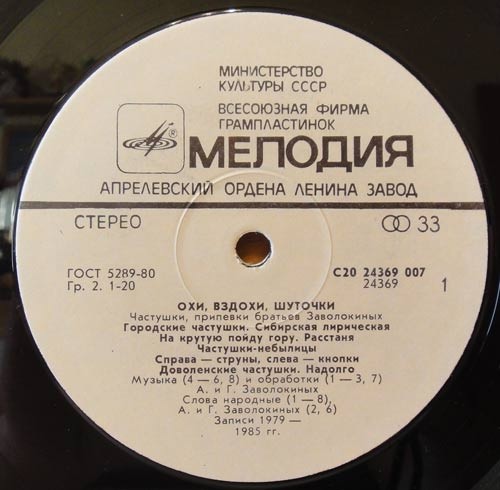 МИНИСТЕРСТВО
КУЛЬТУРЫ СССР
ВСЕСОЮЗНАЯ ФИРМА
ГРАМПЛАСТИНОК
®
МЕЛОДИЯ
АПРЕЛЕВСКИЙ ОРДЕНА ЛЕНИНА ЗАВОД
СТЕРЕО
33
ГОСТ 5289-80
Гр. 2. 1-20
С20 24369 007
24369
1
ОХИ, ВЗДОХИ, ШУТОЧКИ
Частушки, припевки братьев Заволокиных
Городские частушки. Сибирская лирическая
На крутую пойду гору. Расстаня
Частушки-небылицы
Справа — струны, слева — кнопки
Доволенские частушки. Надолго
Музыка (4 — 6, 8) и обработки (1 — 3, 7)
А. и Г. Заволокиных
Слова народные (1 — 8),
А. и Г. Заволокиных (2, 6)
Записи 1979 —
1985 гг.